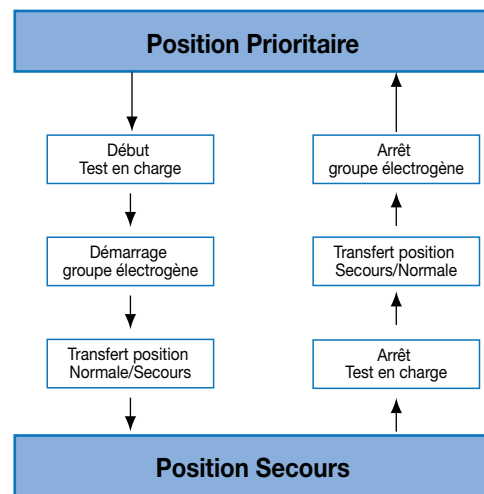 Position Prioritaire
Début
Test en charge
Démarrage
groupe électrogène
Transfert position
Normale/Secours
Arrêt
groupe électrogène
Transfert position
Secours/Normale
Arrêt
Test en charge
Position Secours